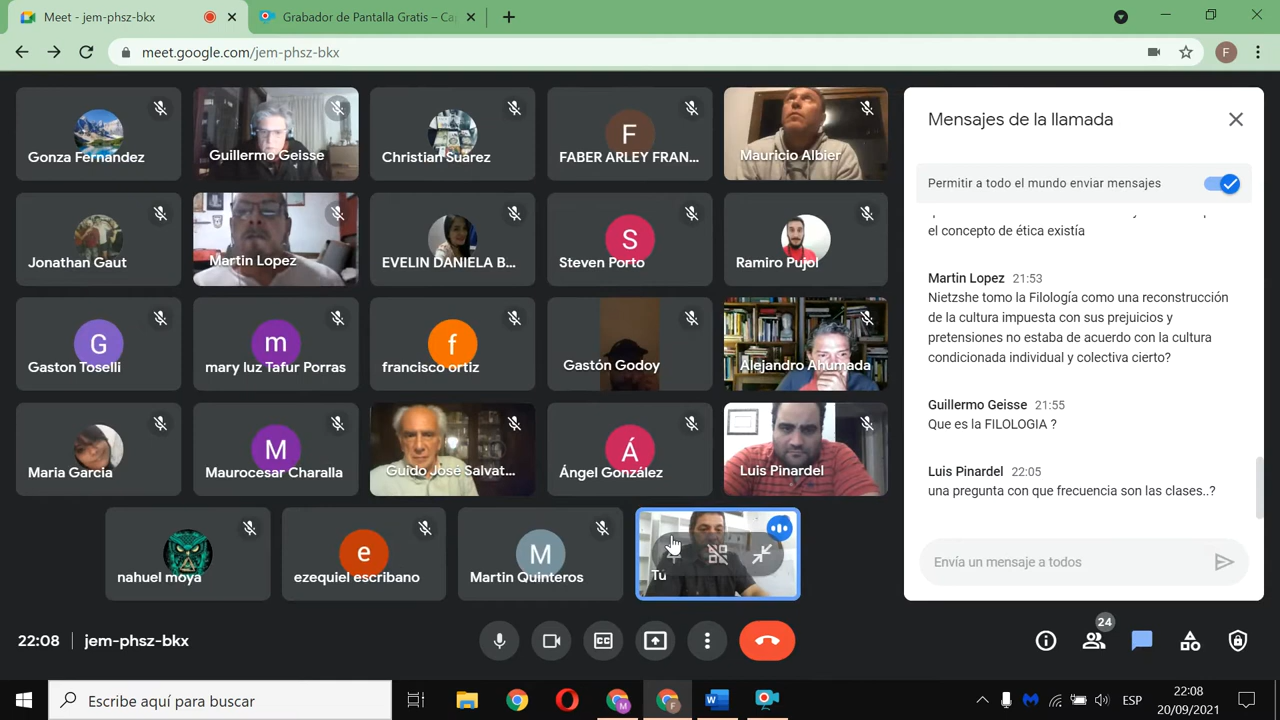 Meet - jem-phsz-bkx
Grabador de Pantalla Gratis – Ca
meet.google.com/jem-phsz-bkx
F
Gonza Fernandez
Guillermo Geisse
Christian Suarez
F
FABER ARLEY FRAN...
Mauricio Albier
Jonathan Gaut
Martin Lopez
EVELIN DANIELA B...
S
Steven Porto
Ramiro Pujol
G
Gaston Toselli
m
mary luz Tafur Porras
f
francisco ortiz
Gastón Godoy
Alejandro Ahumada
Maria Garcia
M
Maurocesar Charalla
Guido José Salvat...
Á
Ángel González
Luis Pinardel
nahuel moya
e
ezequiel escribano
M
Martin Quinteros
Tú
Mensajes de la llamada
Permitir a todo el mundo enviar mensajes
el concepto de ética existía
Martin Lopez 21:53
Nietzshe tomo la Filología como una reconstrucción
de la cultura impuesta con sus prejuicios y
pretensiones no estaba de acuerdo con la cultura
condicionada individual y colectiva cierto?
Guillermo Geisse 21:55
Que es la FILOLOGIA ?
Luis Pinardel 22:05
una pregunta con que frecuencia son las clases..?
Envía un mensaje a todos
22:08 jem-phsz-bkx
24
Escribe aquí para buscar
M
F
ESP
22:08
20/09/2021